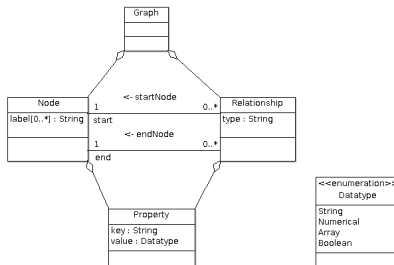 Graph
<- startNode
Node
1
0..*
Relationship
label[0..*] : String
start
type : String
<- endNode
1
0..*
end
Property
key : String
value : Datatype
<<enumeration>>
Datatype
String
Numerical
Array
Boolean